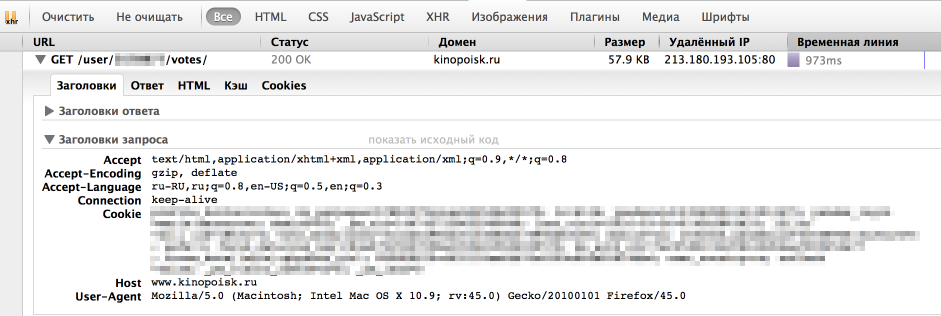 xhr Очистить Не очищать Все HTML CSS JavaScript XHR Изображения Плагины Медиа Шрифты
URL Статус Домен Размер Удалённый IP Временная линия
GET /user/ /votes/ 200 OK kinopoisk.ru 57.9 KB 213.180.193.105:80 973ms
Заголовки Ответ HTML Кэш Cookies
Заголовки ответа
Заголовки запроса показать исходный код
Accept text/html,application/xhtml+xml,application/xml;q=0.9,*/*;q=0.8
Accept-Encoding gzip, deflate
Accept-Language ru-RU,ru;q=0.8,en-US;q=0.5,en;q=0.3
Connection keep-alive
Cookie
Host www.kinopoisk.ru
User-Agent Mozilla/5.0 (Macintosh; Intel Mac OS X 10.9; rv:45.0) Gecko/20100101 Firefox/45.0